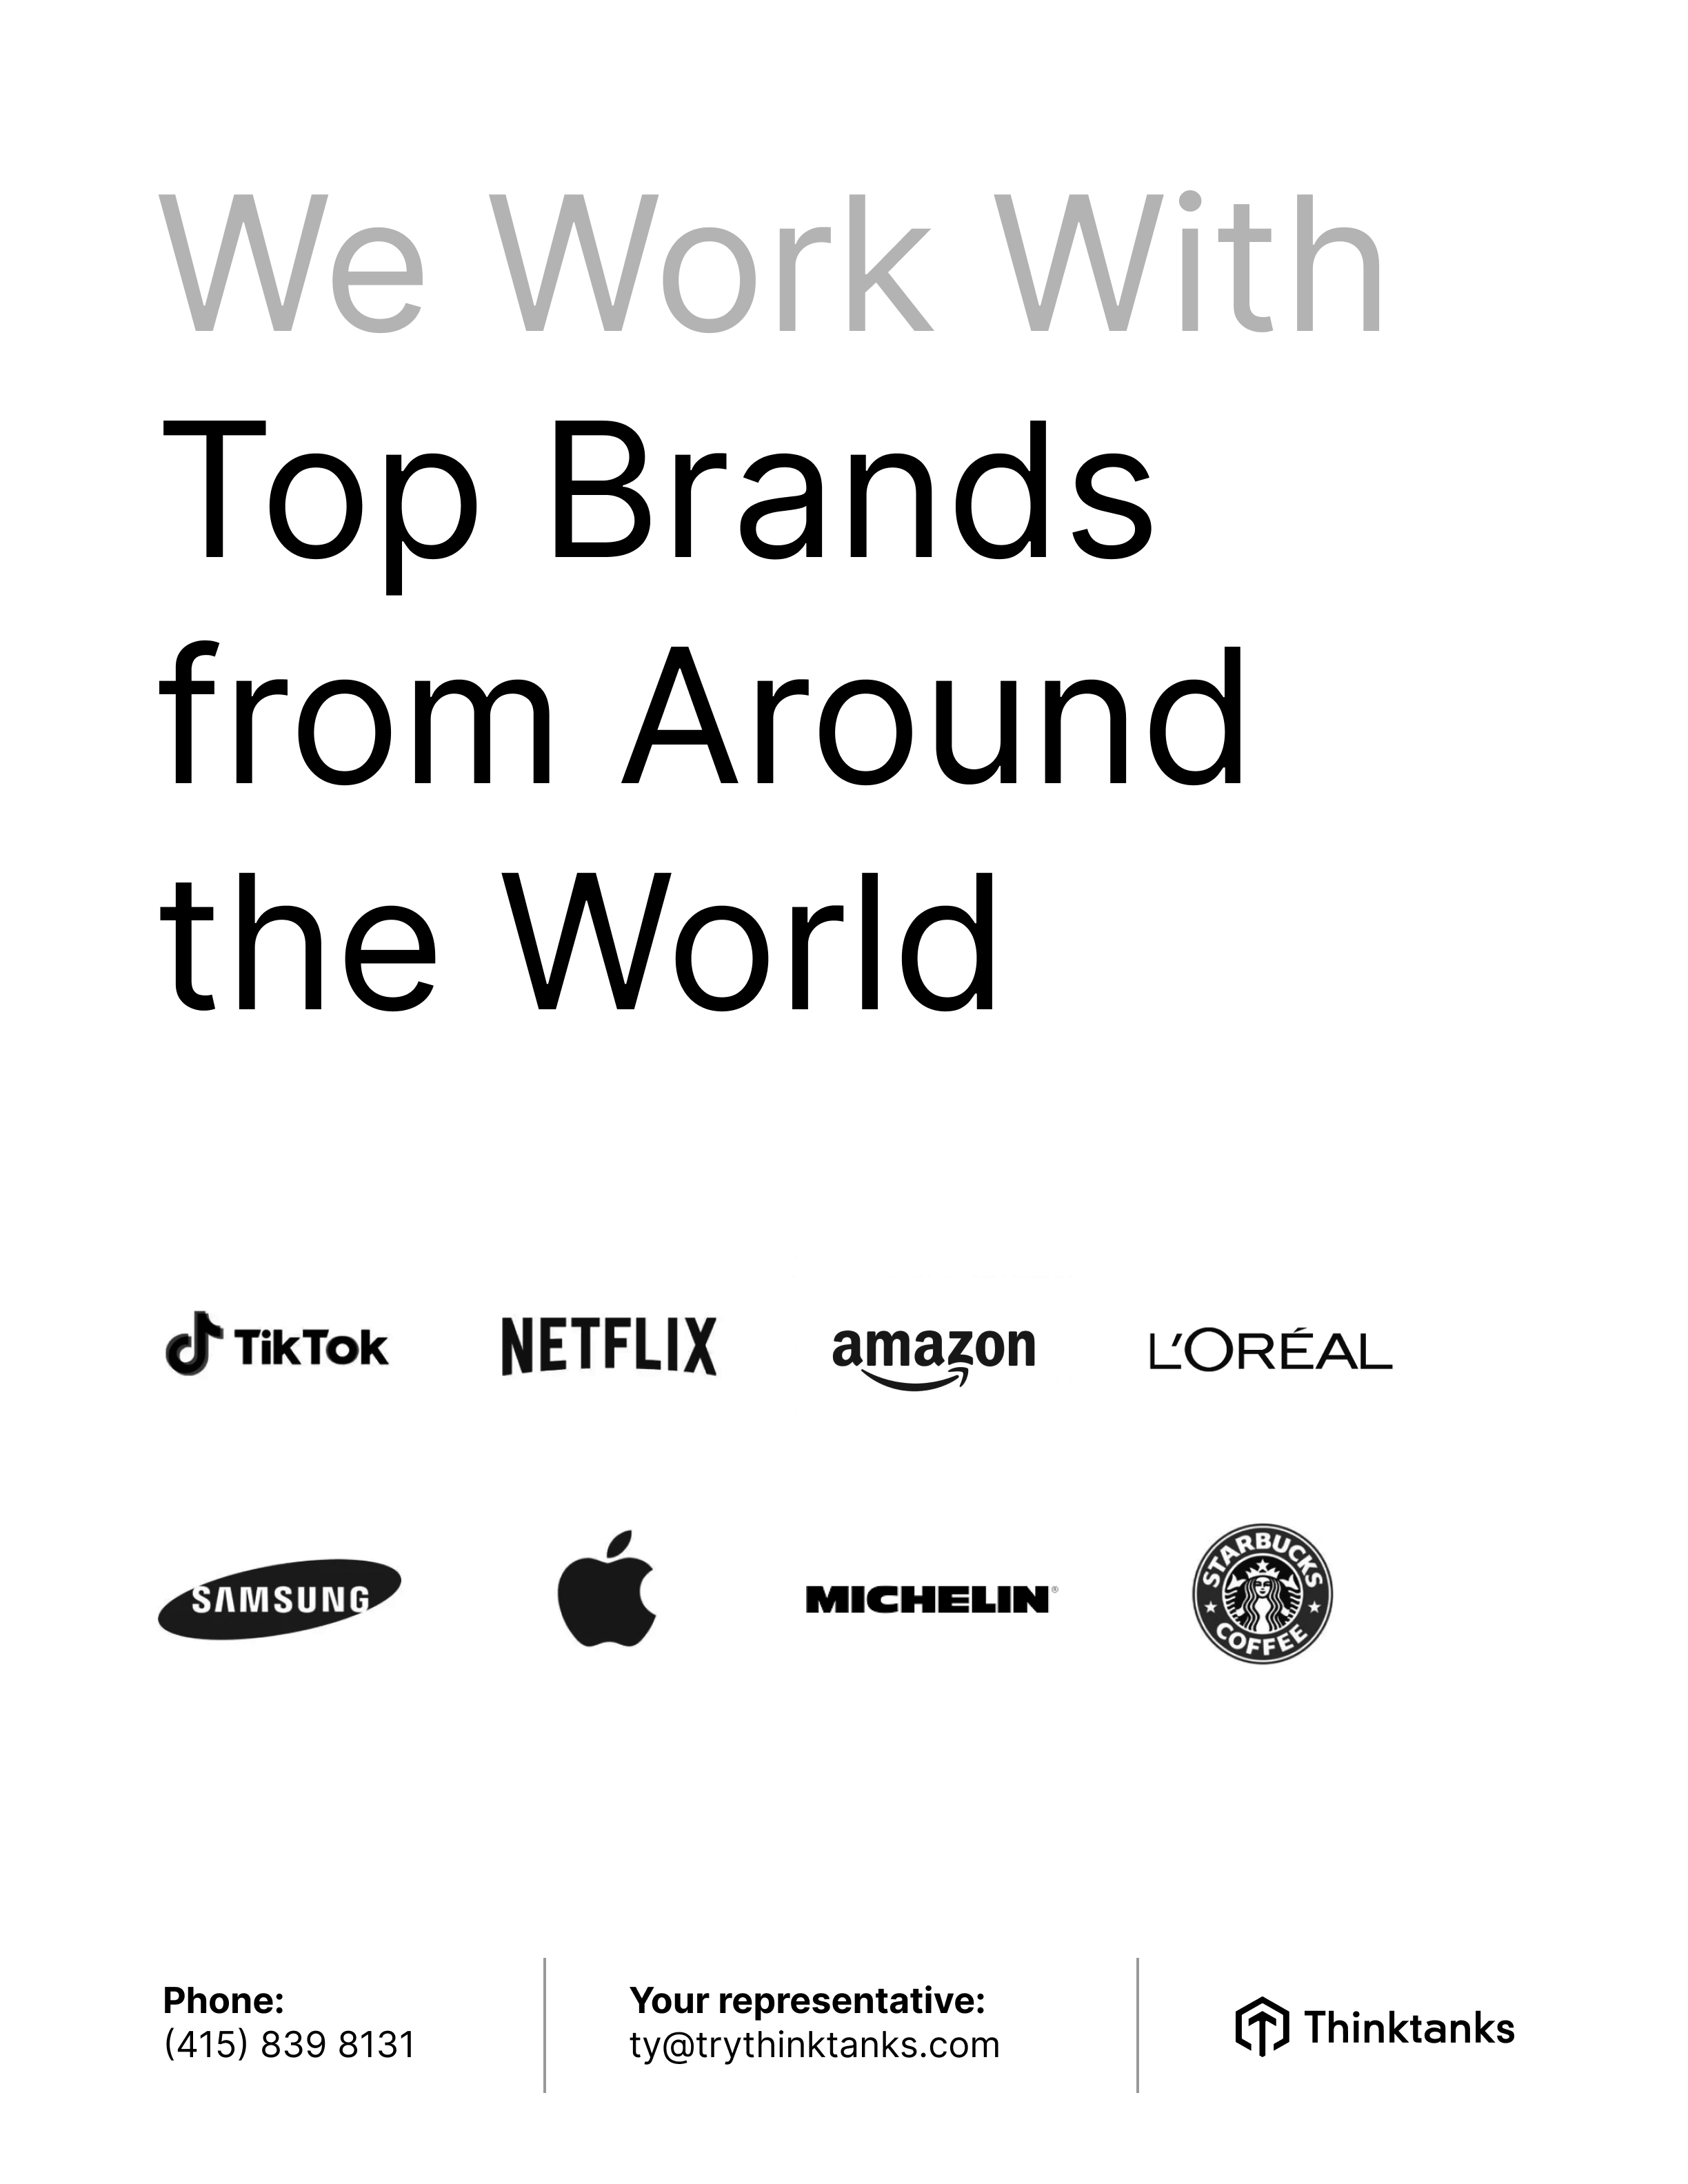 We Work With
Top Brands
from Around
the World
TikTok
NETFLIX
amazon
L'ORÉAL
SAMSUNG
MICHELIN®
STARBUCKS
COFFEE
Phone:
(415) 839 8131
Your representative:
ty@trythinktanks.com
Thinktanks